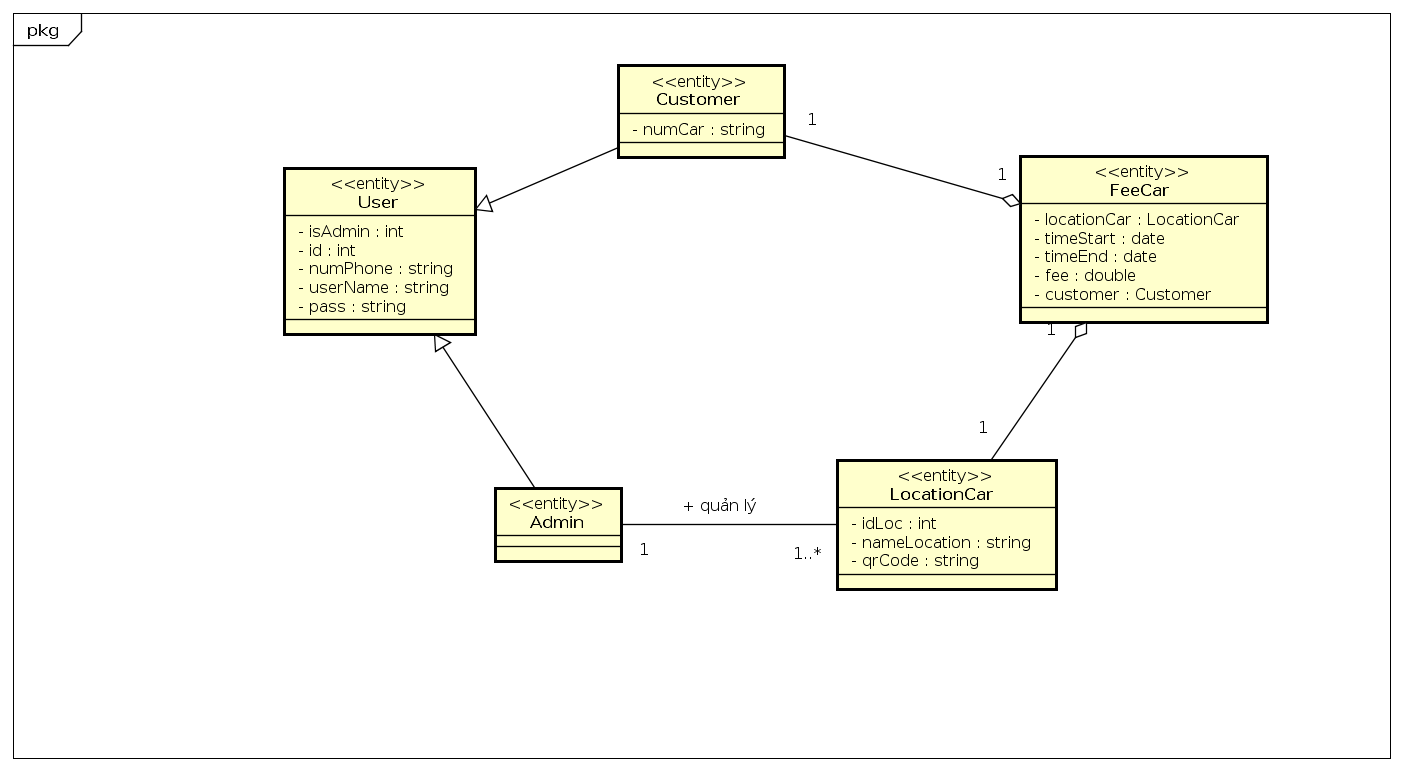 pkg
<<entity>>
Customer
- numCar : string
1
1
<<entity>>
User
- isAdmin : int
- id : int
- numPhone : string
- userName : string
- pass : string
<<entity>>
FeeCar
- locationCar : LocationCar
- timeStart : date
- timeEnd : date
- fee : double
- customer : Customer
1
1
<<entity>>
Admin
+ quản lý
1
1..*
<<entity>>
LocationCar
- idLoc : int
- nameLocation : string
- qrCode : string